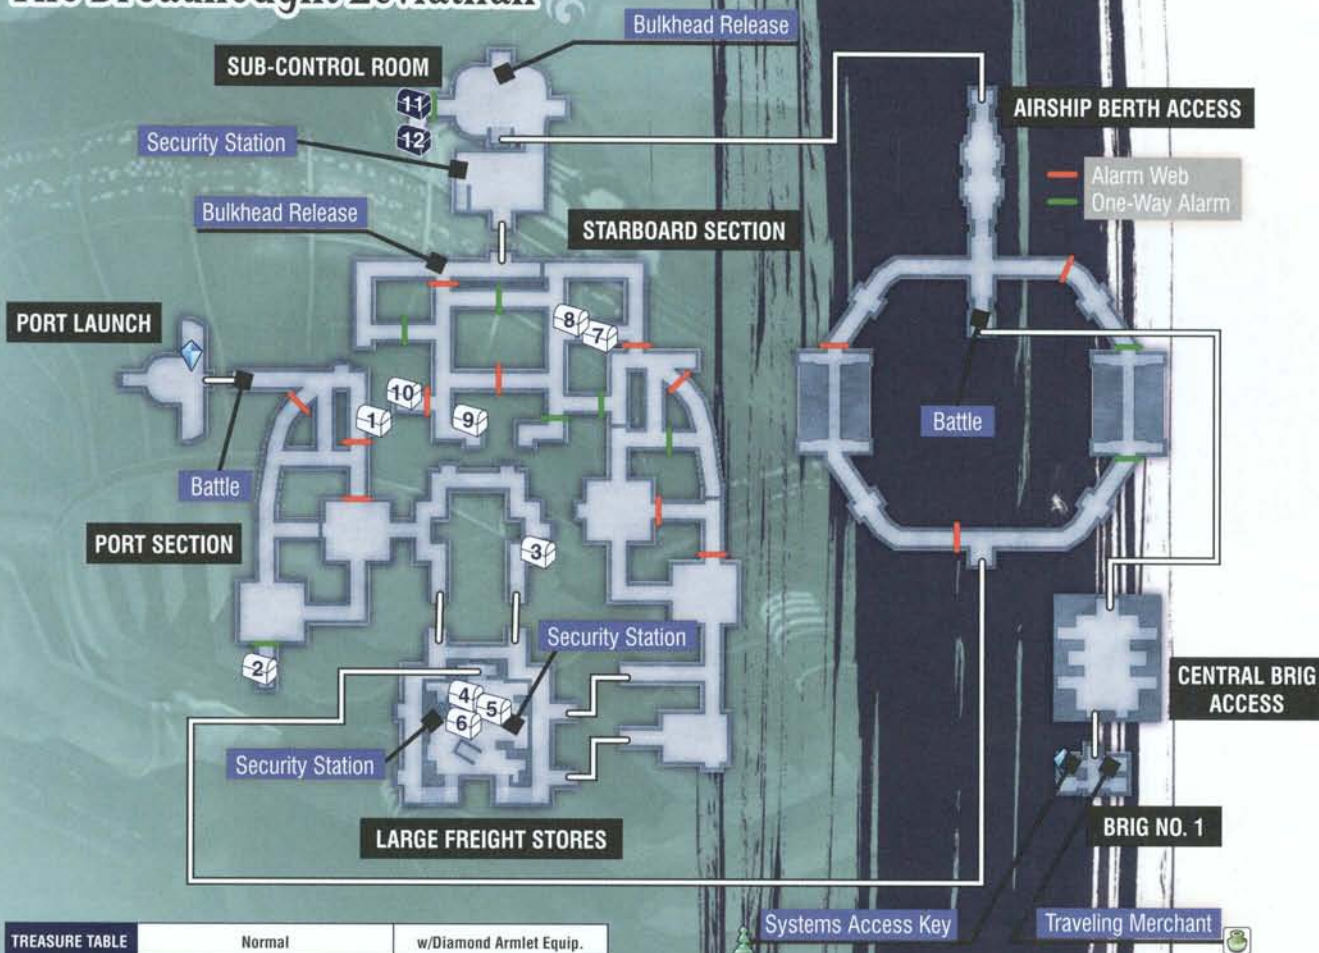 The Dreadnought Leviathan
Bulkhead Release
SUB-CONTROL ROOM
11
12
Security Station
AIRSHIP BERTH ACCESS
Alarm Web
One-Way Alarm
Bulkhead Release
STARBOARD SECTION
PORT LAUNCH
8
7
10
1
9
Battle
Battle
PORT SECTION
3
2
Security Station
4
5
6
Security Station
CENTRAL BRIG
ACCESS
LARGE FREIGHT STORES
BRIG NO. 1
Systems Access Key
Traveling Merchant
TREASURE TABLE
Normal
w/Diamond Armlet Equip.